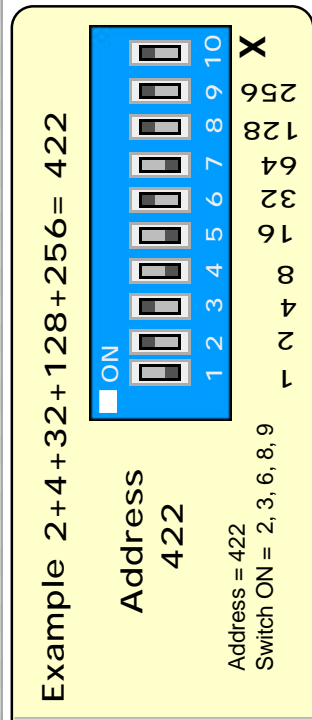 Example 2+4+32+128+256= 422
Address
422
ON
1 2 3 4 5 6 7 8 9 10
1 2 4 8 16 32 64 128 256 X
Address = 422
Switch ON = 2, 3, 6, 8, 9